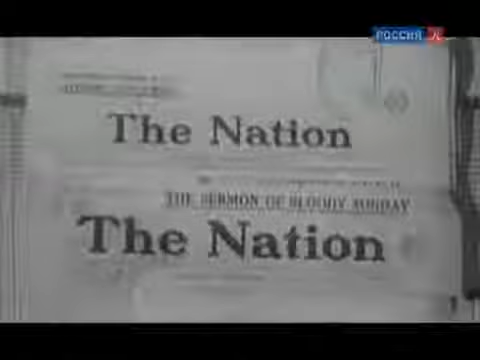 РОССИЯ К
The Nation
THE SERMON OF BLOODY SUNDAY
The Nation